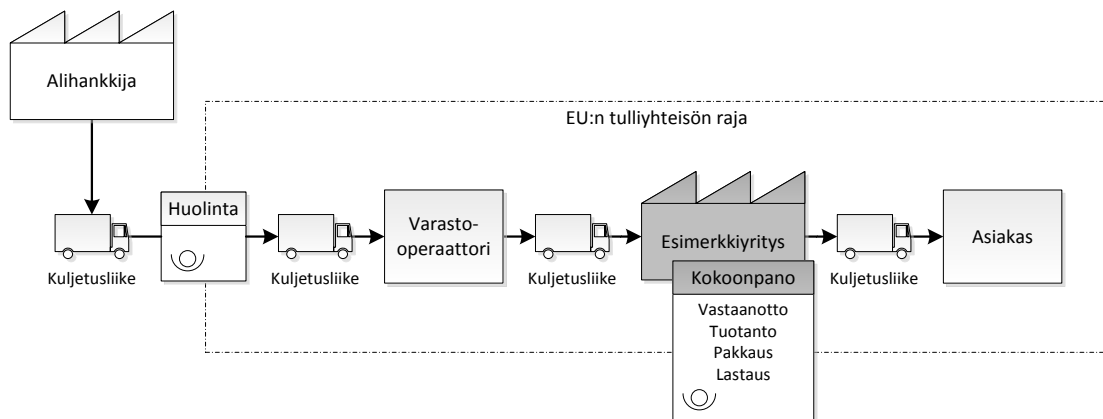 Alihankkija
EU:n tulliyhteisön raja
Huolinta
Kuljetusliike
Kuljetusliike
Varasto-
operaattori
Kuljetusliike
Esimerkkiyritys
Kokoonpano
Vastaanotto
Tuotanto
Pakkaus
Lastaus
Kuljetusliike
Asiakas